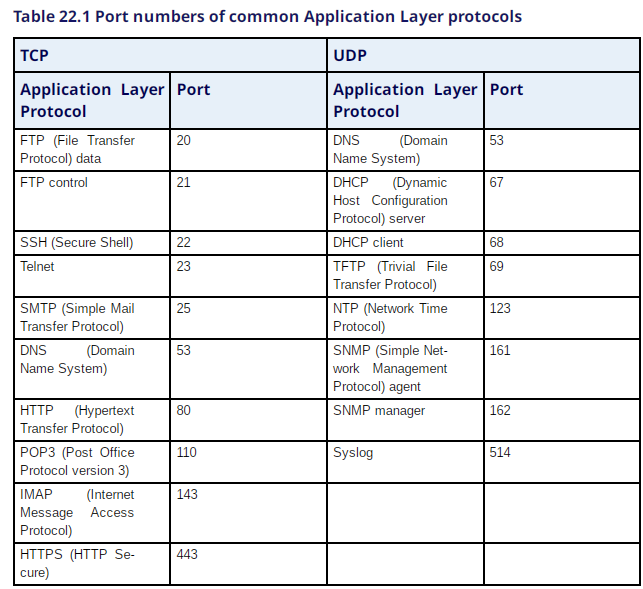 Table 22.1 Port numbers of common Application Layer protocols
TCP
UDP
Application Layer
Protocol
Port
Application Layer
Protocol
Port
FTP (File Transfer
Protocol) data
20
DNS (Domain
Name System)
53
FTP control
21
DHCP (Dynamic
Host Configuration
Protocol) server
67
SSH (Secure Shell)
22
DHCP client
68
Telnet
23
TFTP (Trivial File
Transfer Protocol)
69
SMTP (Simple Mail
Transfer Protocol)
25
NTP (Network Time
Protocol)
123
DNS (Domain
Name System)
53
SNMP (Simple Net-
work Management
Protocol) agent
161
HTTP (Hypertext
Transfer Protocol)
80
SNMP manager
162
POP3 (Post Office
Protocol version 3)
110
Syslog
514
IMAP (Internet
Message Access
Protocol)
143
HTTPS (HTTP Se-
cure)
443